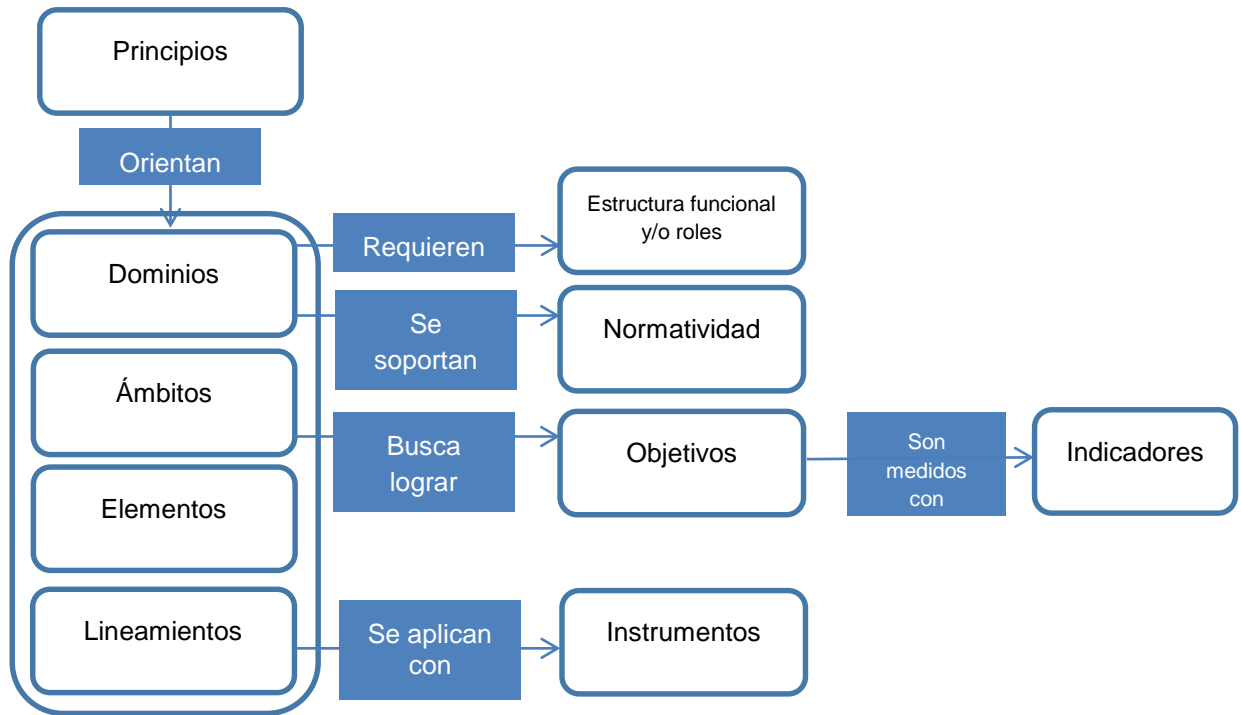 Principios
Orientan
Dominios
Requieren
Estructura funcional
y/o roles
Se
soportan
Normatividad
Ámbitos
Busca
lograr
Objetivos
Son
medidos
con
Indicadores
Elementos
Lineamientos
Se aplican
con
Instrumentos